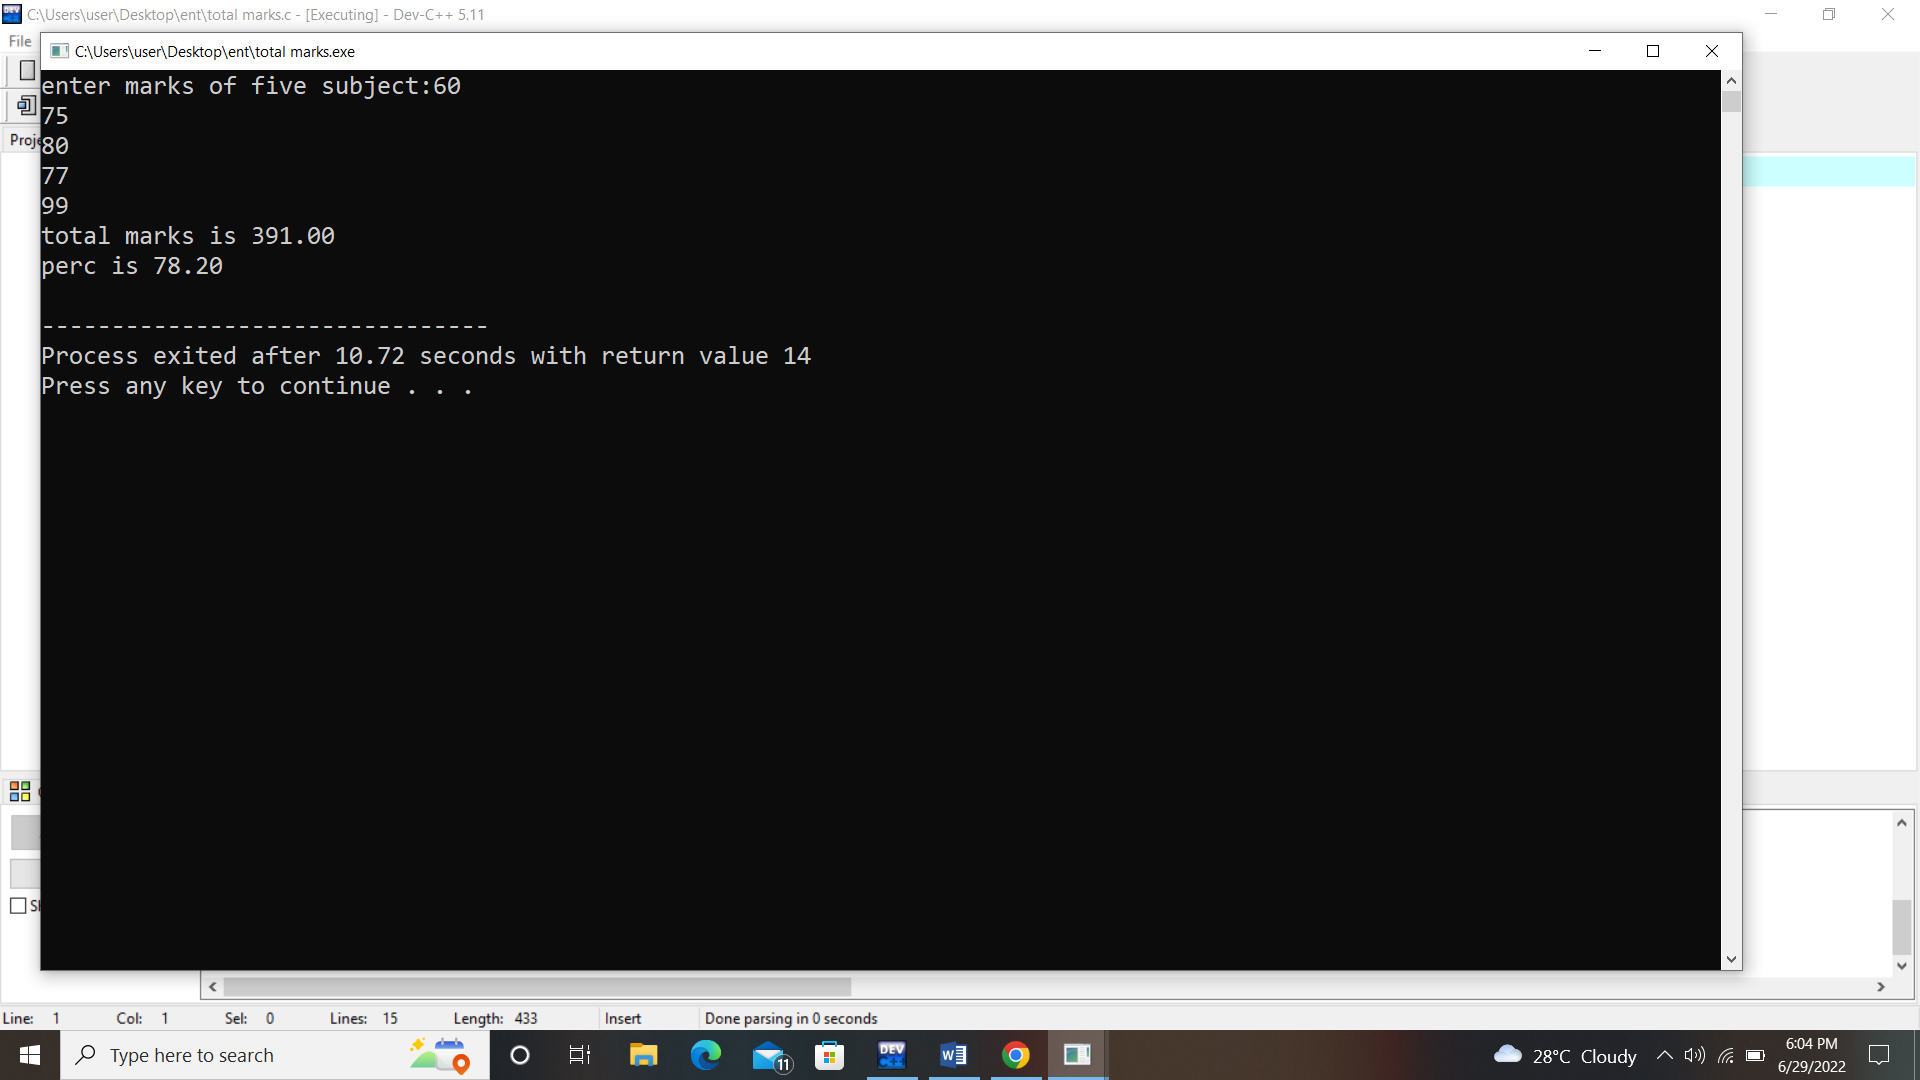 C:\Users\user\Desktop\ent\total marks.c - [Executing] - Dev-C++ 5.11
File
C:\Users\user\Desktop\ent\total marks.exe
enter marks of five subject:60
75
80
77
99
total marks is 391.00
perc is 78.20
--------------------------------
Process exited after 10.72 seconds with return value 14
Press any key to continue . . .
Line: 1 Col: 1 Sel: 0 Lines: 15 Length: 433 Insert Done parsing in 0 seconds
Type here to search
11
DEV C++
W
28°C Cloudy
6:04 PM
6/29/2022